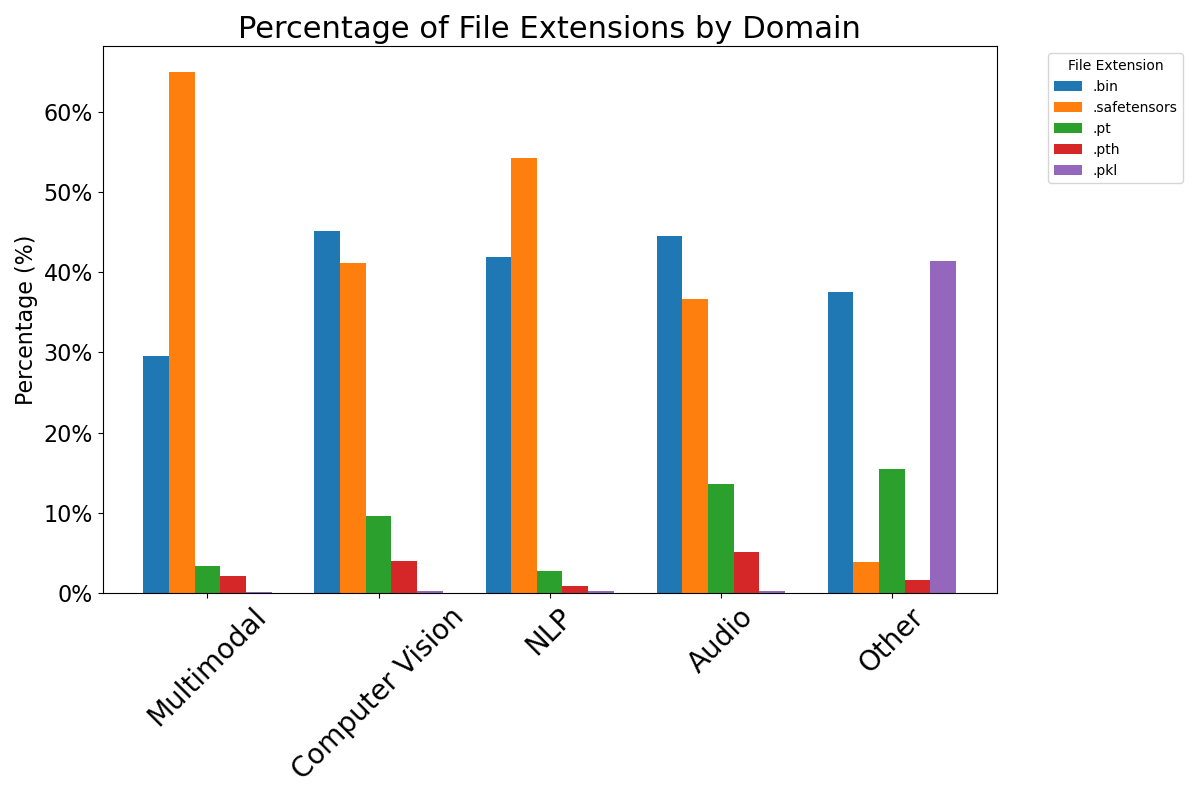 Percentage of File Extensions by Domain
Percentage (%)
60%
50%
40%
30%
20%
10%
0%
Multimodal
Computer Vision
NLP
Audio
Other
File Extension
.bin
.safetensors
.pt
.pth
.pkl